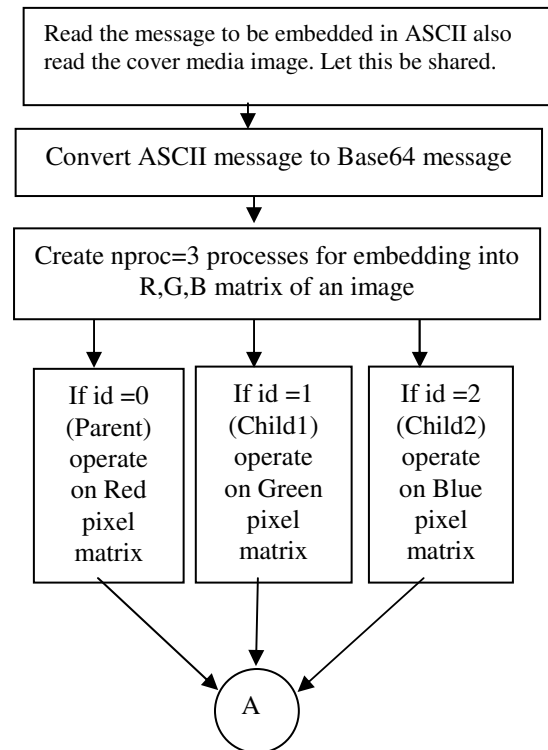 Read the message to be embedded in ASCII also
read the cover media image. Let this be shared.
Convert ASCII message to Base64 message
Create nproc=3 processes for embedding into
R,G,B matrix of an image
If id =0
(Parent)
operate
on Red
pixel
matrix
If id =1
(Child1)
operate
on Green
pixel
matrix
If id =2
(Child2)
operate
on Blue
pixel
matrix
A